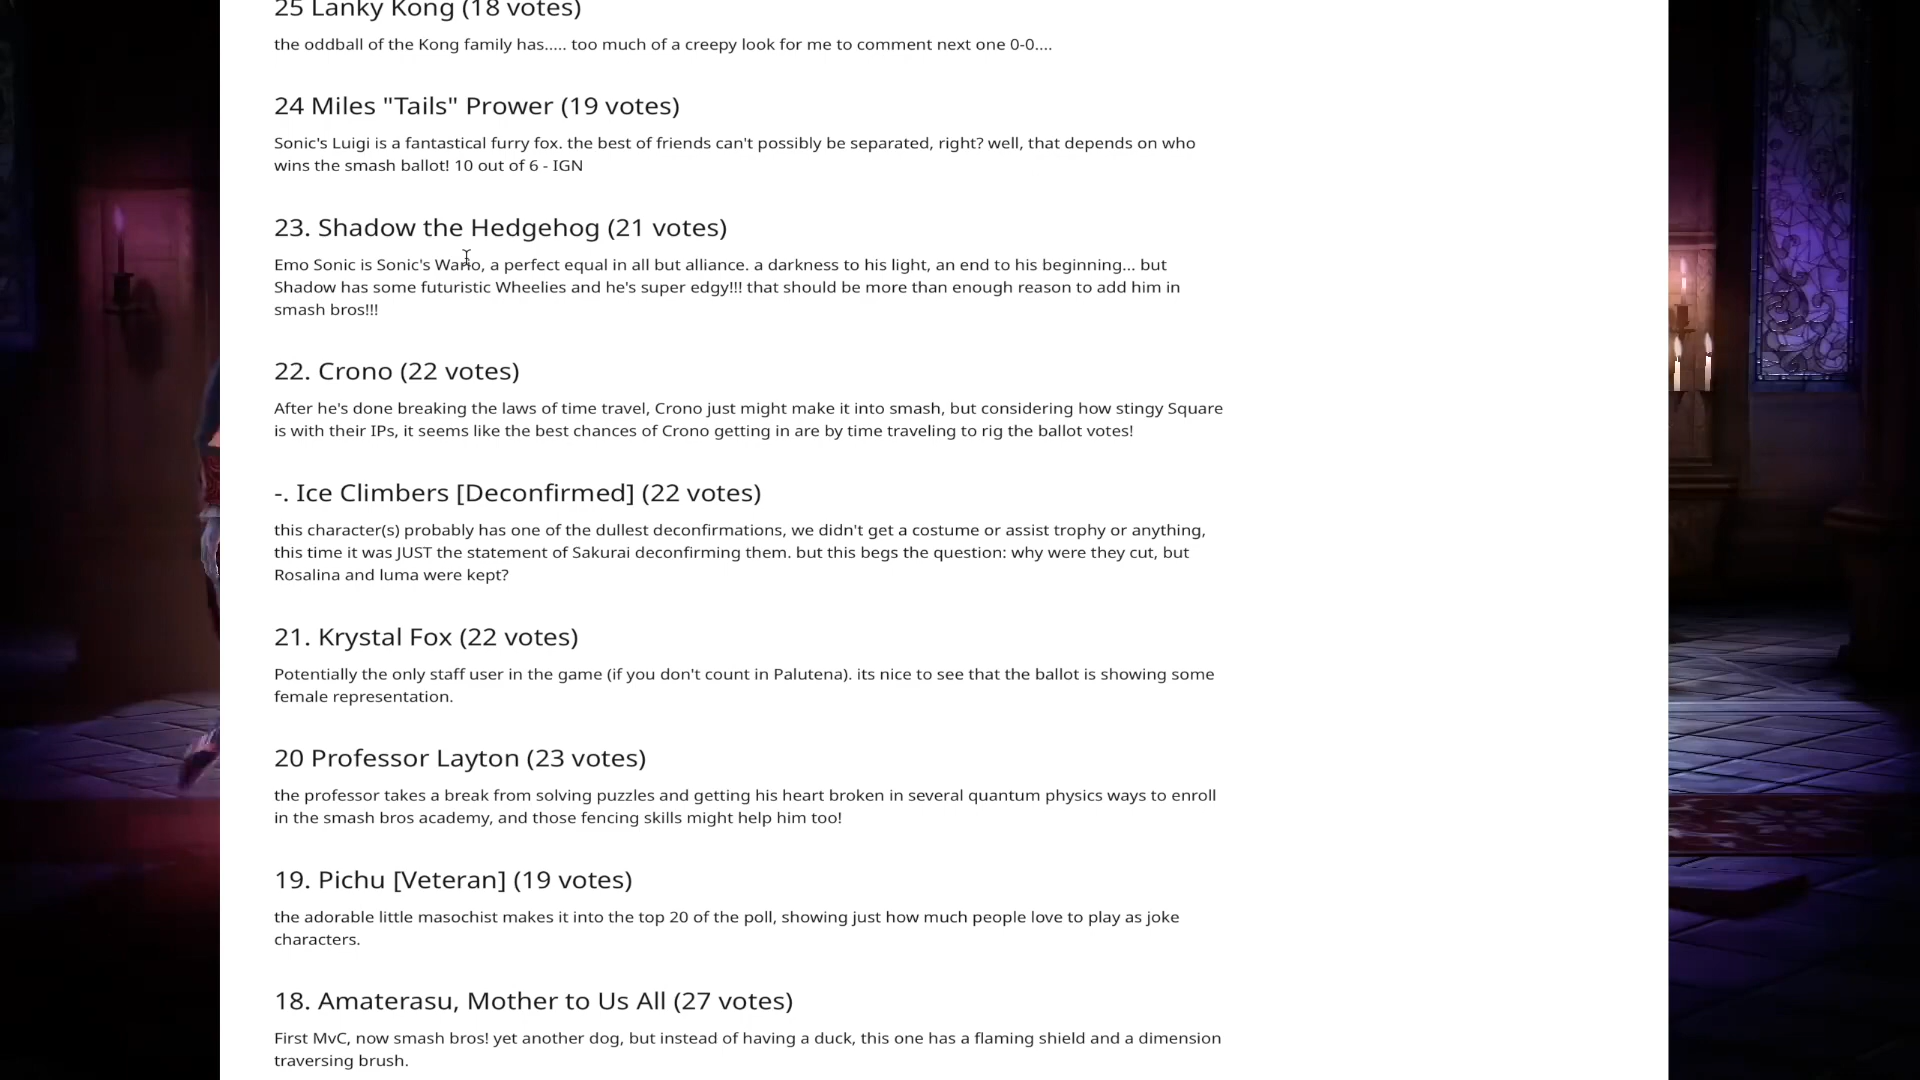 25 Lanky Kong (18 votes)
the oddball of the Kong family has..... too much of a creepy look for me to comment next one 0-0....
24 Miles "Tails" Prower (19 votes)
Sonic's Luigi is a fantastical furry fox. the best of friends can't possibly be separated, right? well, that depends on who
wins the smash ballot! 10 out of 6 - IGN
23. Shadow the Hedgehog (21 votes)
Emo Sonic is Sonic's Wario, a perfect equal in all but alliance. a darkness to his light, an end to his beginning... but
Shadow has some futuristic Wheelies and he's super edgy!!! that should be more than enough reason to add him in
smash bros!!!
22. Crono (22 votes)
After he's done breaking the laws of time travel, Crono just might make it into smash, but considering how stingy Square
is with their IPs, it seems like the best chances of Crono getting in are by time traveling to rig the ballot votes!
-. Ice Climbers [Deconfirmed] (22 votes)
this character(s) probably has one of the dullest deconfirmations, we didn't get a costume or assist trophy or anything,
this time it was JUST the statement of Sakurai deconfirming them. but this begs the question: why were they cut, but
Rosalina and luma were kept?
21. Krystal Fox (22 votes)
Potentially the only staff user in the game (if you don't count in Palutena). its nice to see that the ballot is showing some
female representation.
20 Professor Layton (23 votes)
the professor takes a break from solving puzzles and getting his heart broken in several quantum physics ways to enroll
in the smash bros academy, and those fencing skills might help him too!
19. Pichu [Veteran] (19 votes)
the adorable little masochist makes it into the top 20 of the poll, showing just how much people love to play as joke
characters.
18. Amaterasu, Mother to Us All (27 votes)
First MvC, now smash bros! yet another dog, but instead of having a duck, this one has a flaming shield and a dimension
traversing brush.